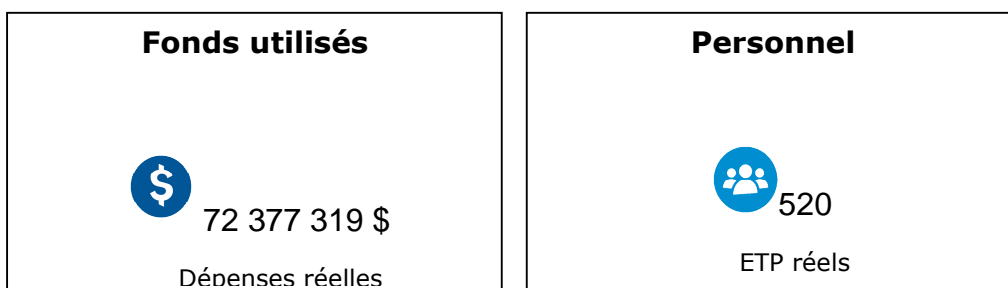 Fonds utilisés
72 377 319 $
Dépenses réelles
Personnel
520
ETP réels